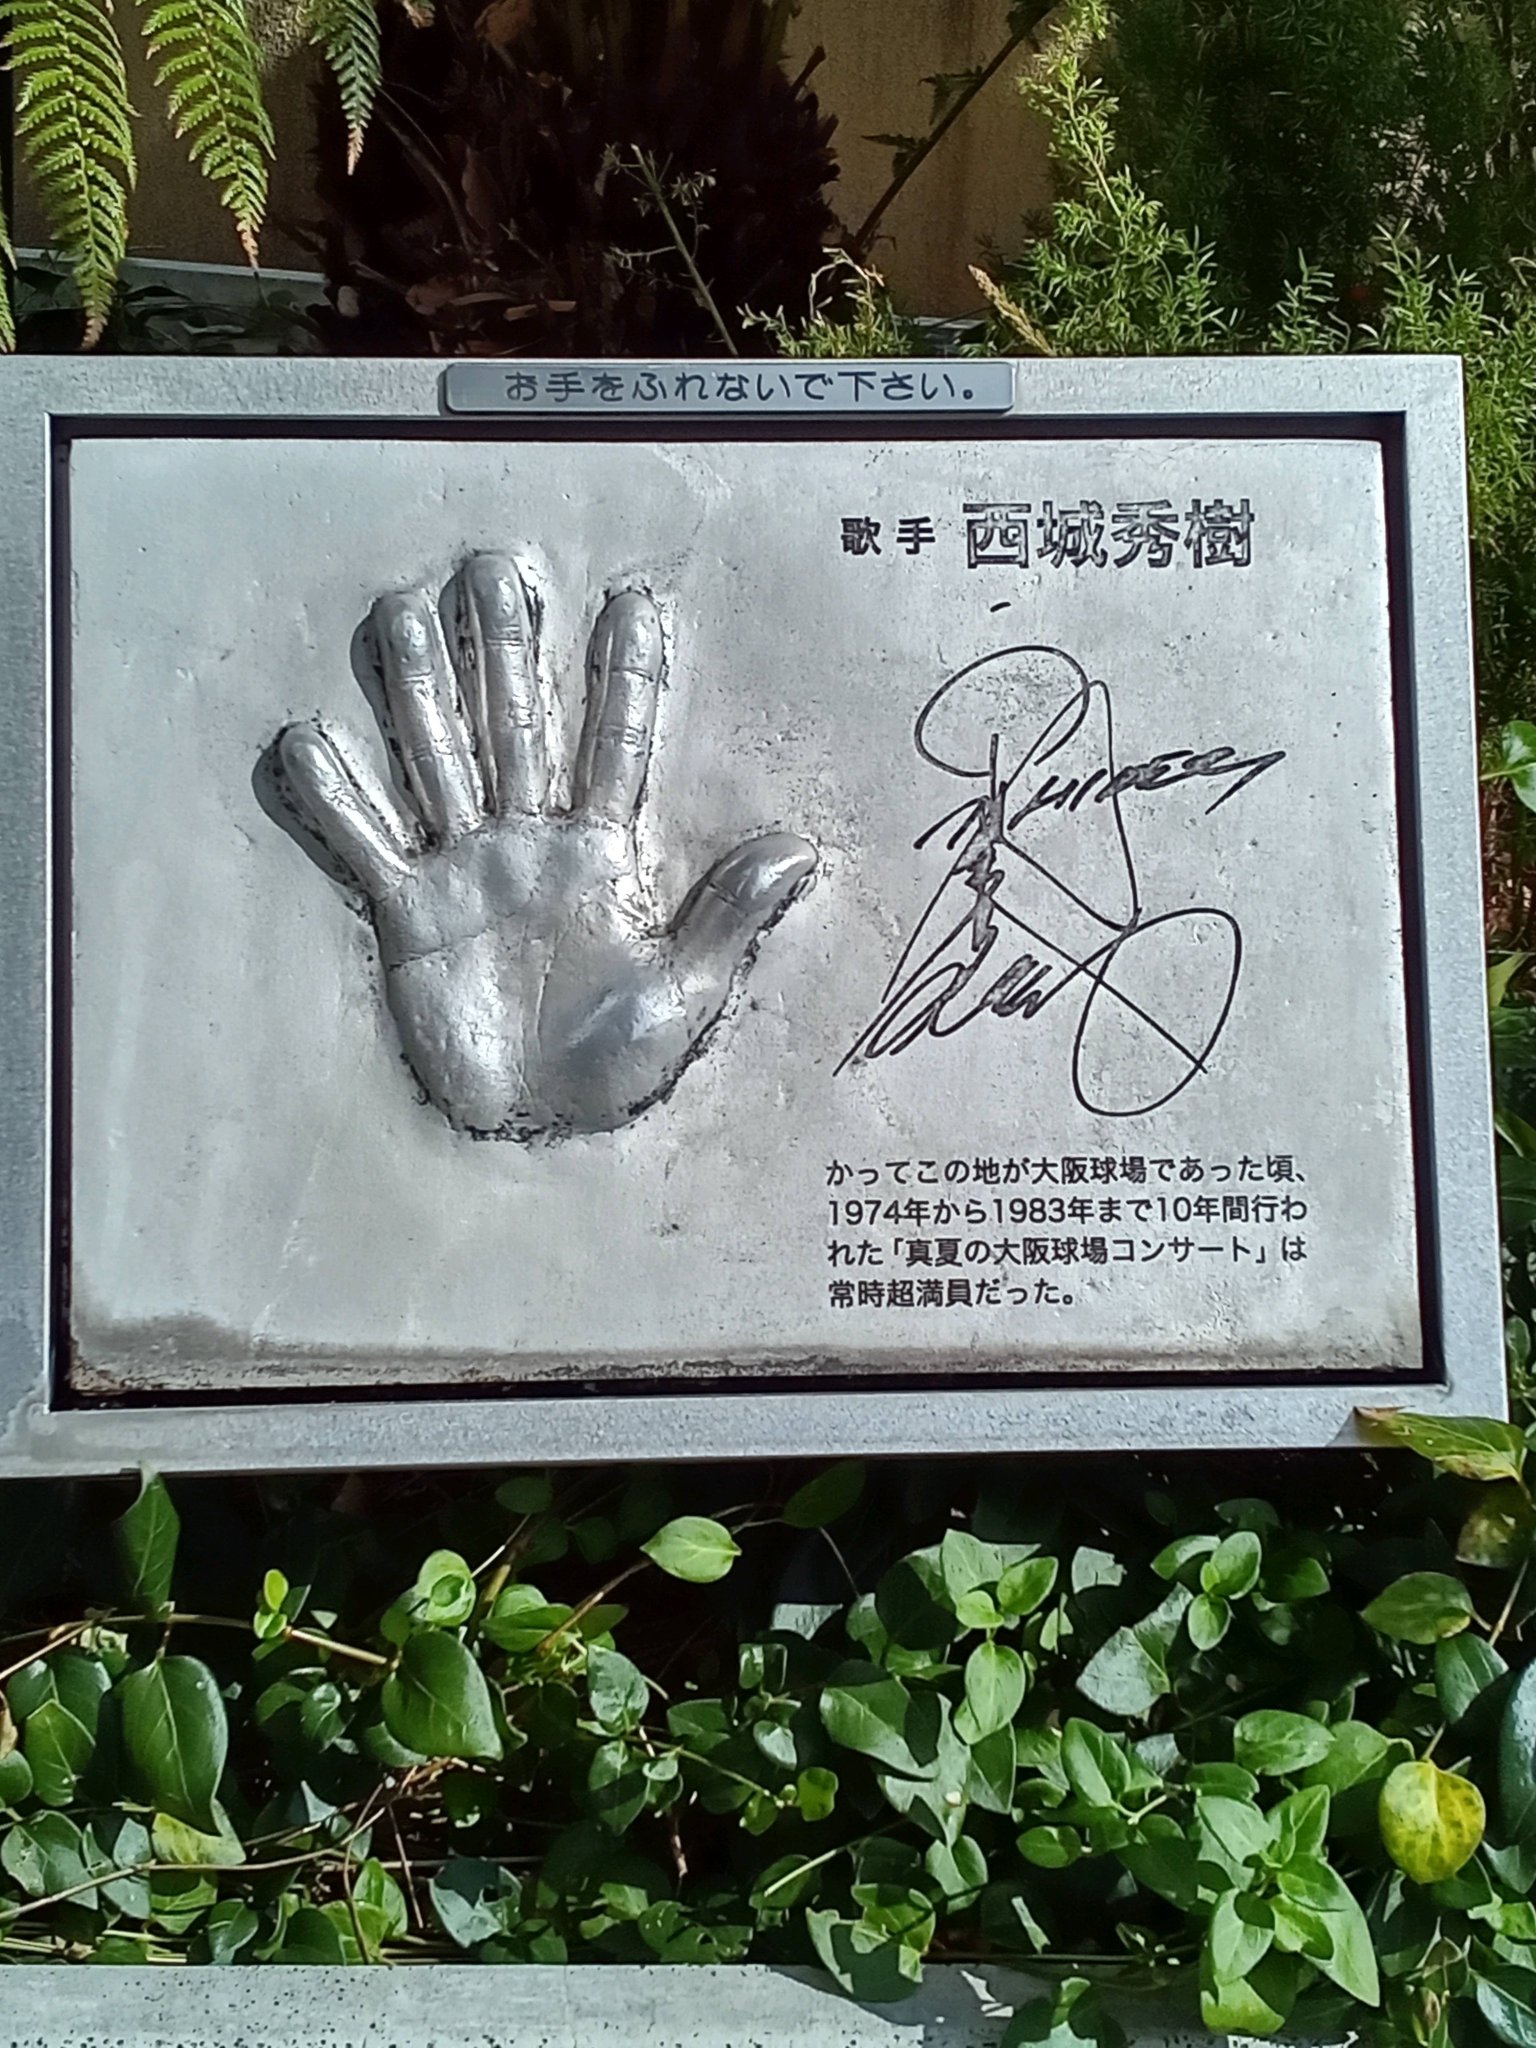 お手をふれないで下さい。
歌手 西城秀樹
かってこの地が大阪球場であった頃、
1974年から1983年まで10年間行わ
れた「真夏の大阪球場コンサート」は
常時超満員だった。